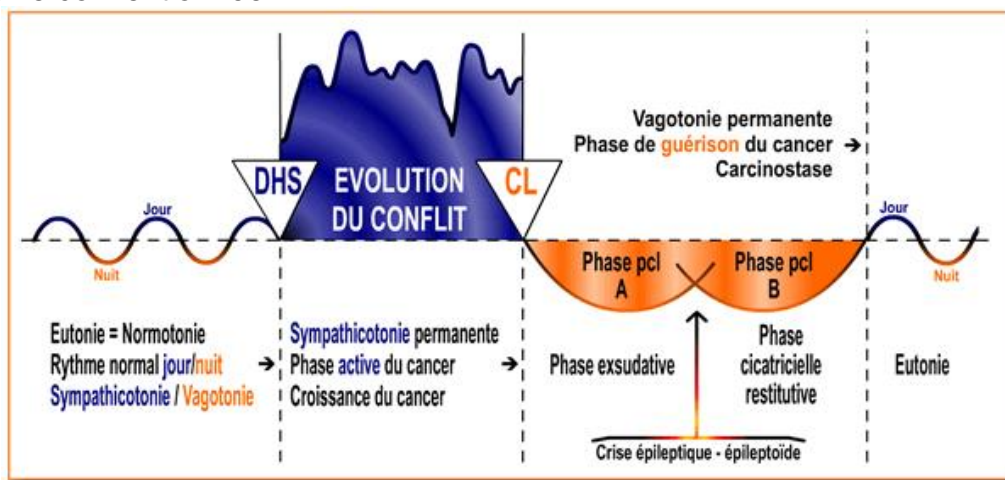 Vagotonie permanente
Phase de guérison du cancer →
Carcinostase
DHS
EVOLUTION
DU CONFLIT
CL
Jour
Jour
Nuit
Nuit
Phase pcl
A
Phase pcl
B
Eutonie = Normotonie
Rythme normal jour/nuit →
Sympathicotonie / Vagotonie
Sympathicotonie permanente
Phase active du cancer →
Croissance du cancer
Phase exsudative
Phase
cicatricielle
restitutive
Eutonie
Crise épileptique - épileptoïde